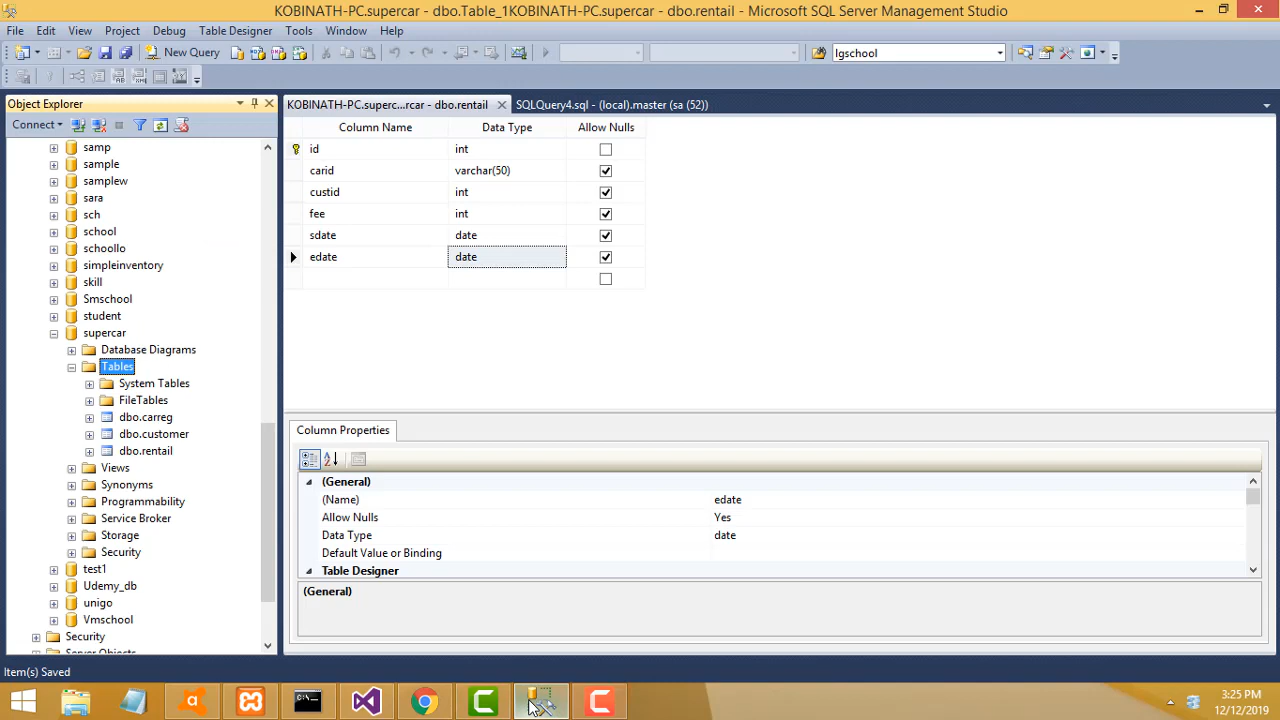 KOBINATH-PC.supercar - dbo.Table_1KOBINATH-PC.supercar - dbo.rentail - Microsoft SQL Server Management Studio
File Edit View Project Debug Table Designer Tools Window Help
New Query
lgschool
Object Explorer
KOBINATH-PC.superc...rcar - dbo.rentail
SQLQuery4.sql - (local).master (sa (52))
Connect
Column Name Data Type Allow Nulls
id int
carid varchar(50)
custid int
fee int
sdate date
edate date
samp
sample
samplew
sara
sch
school
schoollo
simpleinventory
skill
Smschool
student
supercar
Database Diagrams
Tables
System Tables
FileTables
dbo.carreg
dbo.customer
dbo.rentail
Views
Synonyms
Programmability
Service Broker
Storage
Security
test1
Udemy_db
unigo
Vmschool
Security
Server Objects
Column Properties
(General)
(Name) edate
Allow Nulls Yes
Data Type date
Default Value or Binding
Table Designer
(General)
Item(s) Saved
3:25 PM
12/12/2019